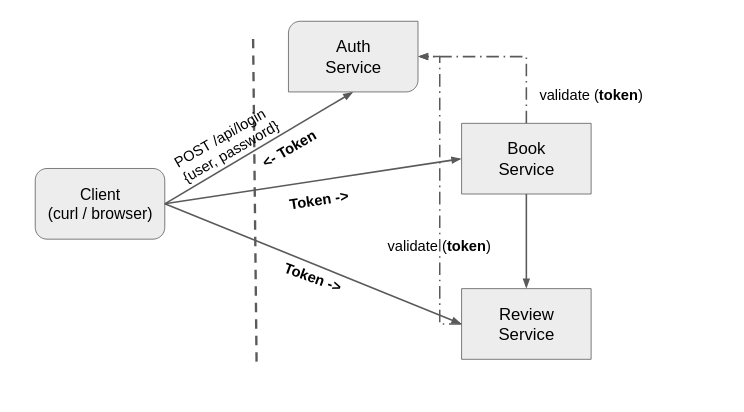 Auth
Service
validate (token)
POST /api/login
{user, password}
<- Token
Book
Service
Client
(curl / browser)
Token ->
validate (token)
Token ->
Review
Service